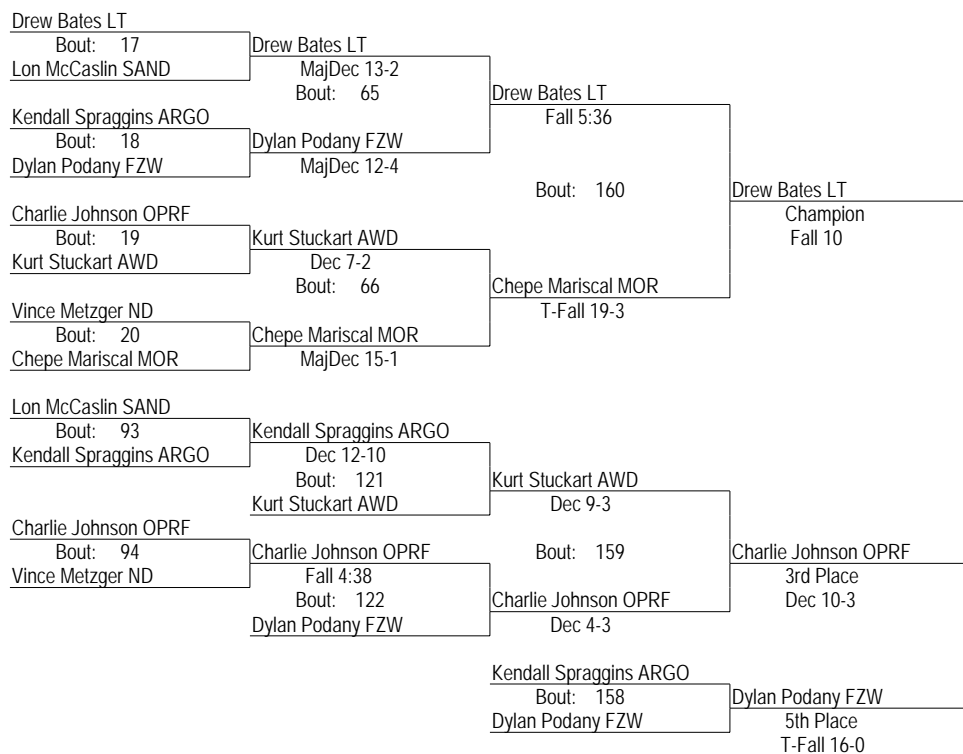 Drew Bates LT
Bout: 17
Lon McCaslin SAND
Drew Bates LT
MajDec 13-2
Bout: 65
Kendall Spraggins ARGO
Bout: 18
Dylan Podany FZW
Dylan Podany FZW
MajDec 12-4
Drew Bates LT
Fall 5:36
Bout: 160
Charlie Johnson OPRF
Bout: 19
Kurt Stuckart AWD
Kurt Stuckart AWD
Dec 7-2
Bout: 66
Vince Metzger ND
Bout: 20
Chepe Mariscal MOR
Chepe Mariscal MOR
MajDec 15-1
Chepe Mariscal MOR
T-Fall 19-3
Drew Bates LT
Champion
Fall 10
Lon McCaslin SAND
Bout: 93
Kendall Spraggins ARGO
Kendall Spraggins ARGO
Dec 12-10
Bout: 121
Kurt Stuckart AWD
Kurt Stuckart AWD
Dec 9-3
Bout: 159
Charlie Johnson OPRF
Bout: 94
Vince Metzger ND
Charlie Johnson OPRF
Fall 4:38
Bout: 122
Dylan Podany FZW
Charlie Johnson OPRF
Dec 4-3
Charlie Johnson OPRF
3rd Place
Dec 10-3
Kendall Spraggins ARGO
Bout: 158
Dylan Podany FZW
Dylan Podany FZW
5th Place
T-Fall 16-0